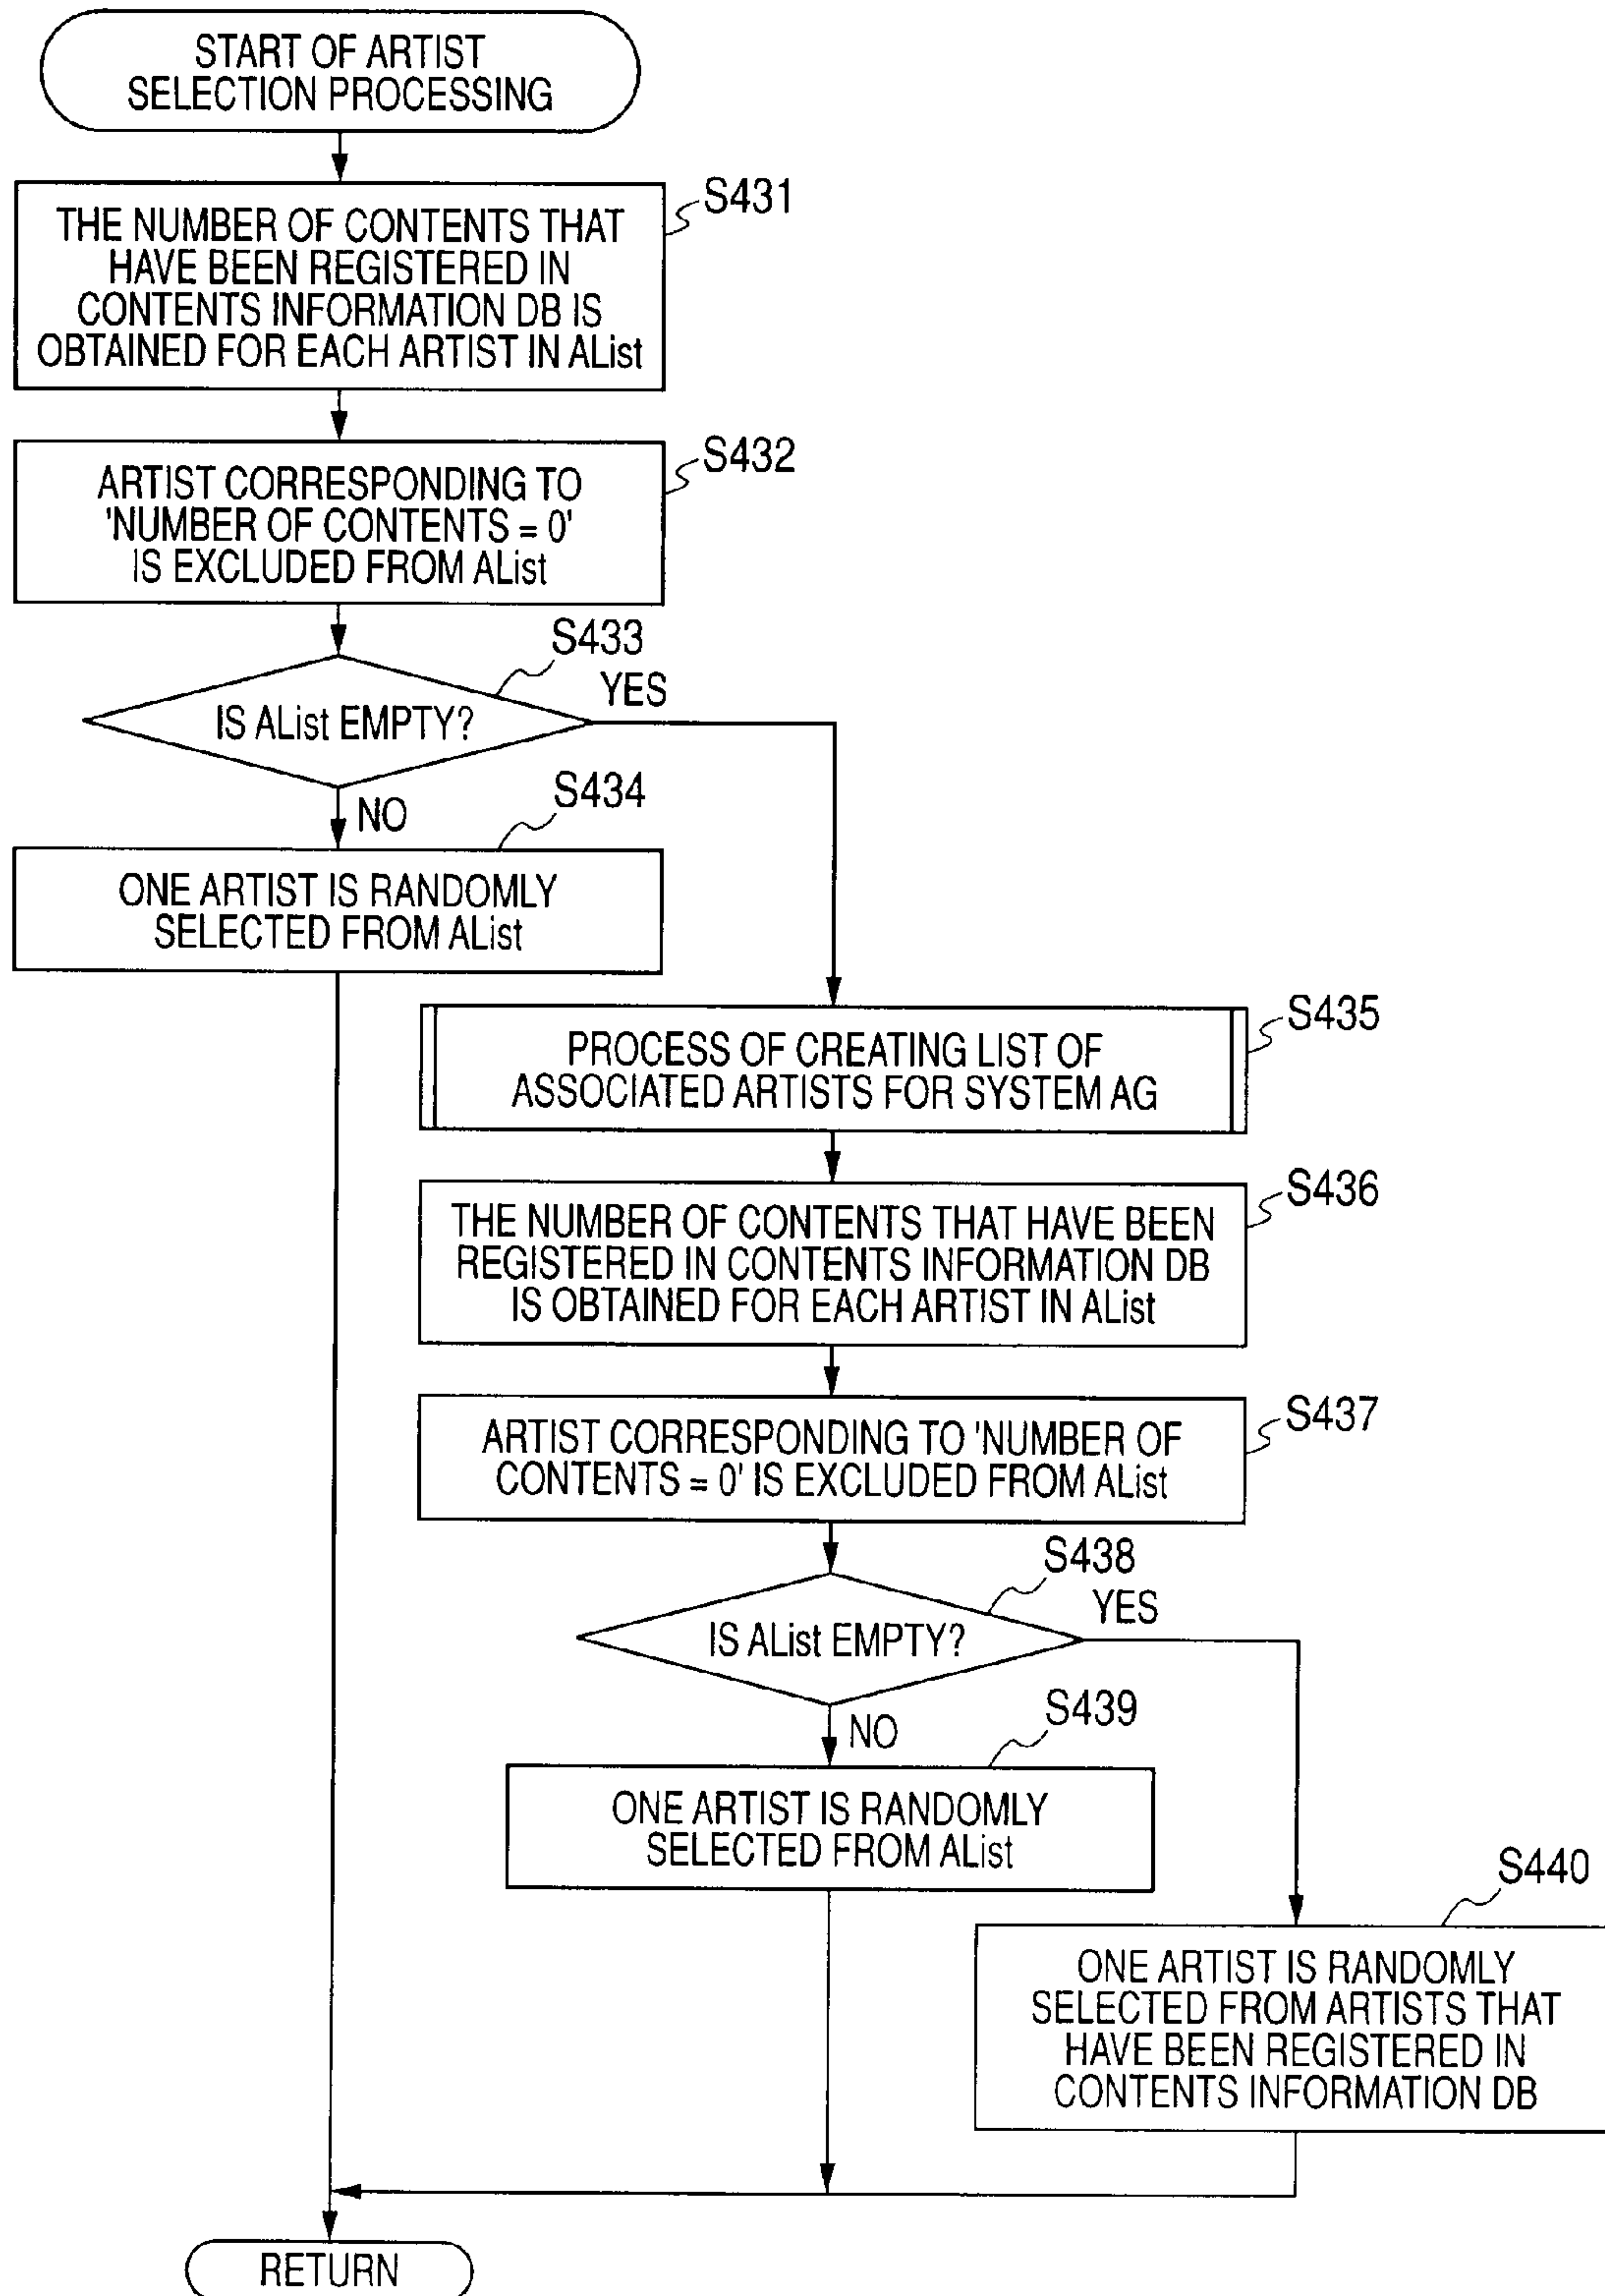 START OF ARTIST
SELECTION PROCESSING
S431
THE NUMBER OF CONTENTS THAT
HAVE BEEN REGISTERED IN
CONTENTS INFORMATION DB IS
OBTAINED FOR EACH ARTIST IN AList
S432
ARTIST CORRESPONDING TO
'NUMBER OF CONTENTS = 0'
IS EXCLUDED FROM AList
S433
YES
IS AList EMPTY?
NO
S434
ONE ARTIST IS RANDOMLY
SELECTED FROM AList
S435
PROCESS OF CREATING LIST OF
ASSOCIATED ARTISTS FOR SYSTEM AG
S436
THE NUMBER OF CONTENTS THAT HAVE BEEN
REGISTERED IN CONTENTS INFORMATION DB
IS OBTAINED FOR EACH ARTIST IN AList
S437
ARTIST CORRESPONDING TO 'NUMBER OF
CONTENTS = 0' IS EXCLUDED FROM AList
S438
YES
IS AList EMPTY?
NO
S439
ONE ARTIST IS RANDOMLY
SELECTED FROM AList
S440
ONE ARTIST IS RANDOMLY
SELECTED FROM ARTISTS THAT
HAVE BEEN REGISTERED IN
CONTENTS INFORMATION DB
RETURN